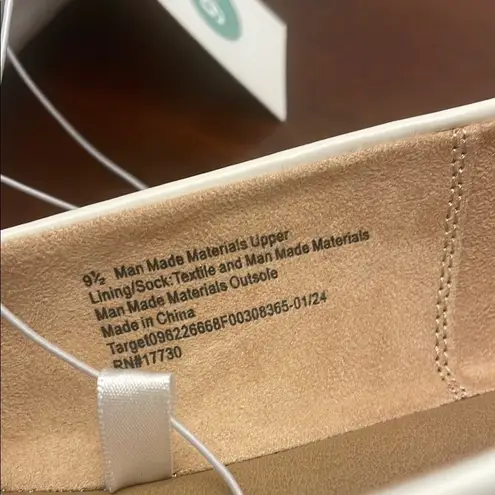 9½ Man Made Materials Upper
Lining/Sock:Textile and Man Made Materials
Man Made Materials Outsole
Made in China
Target096226668F00308365-01/24
RN#17730